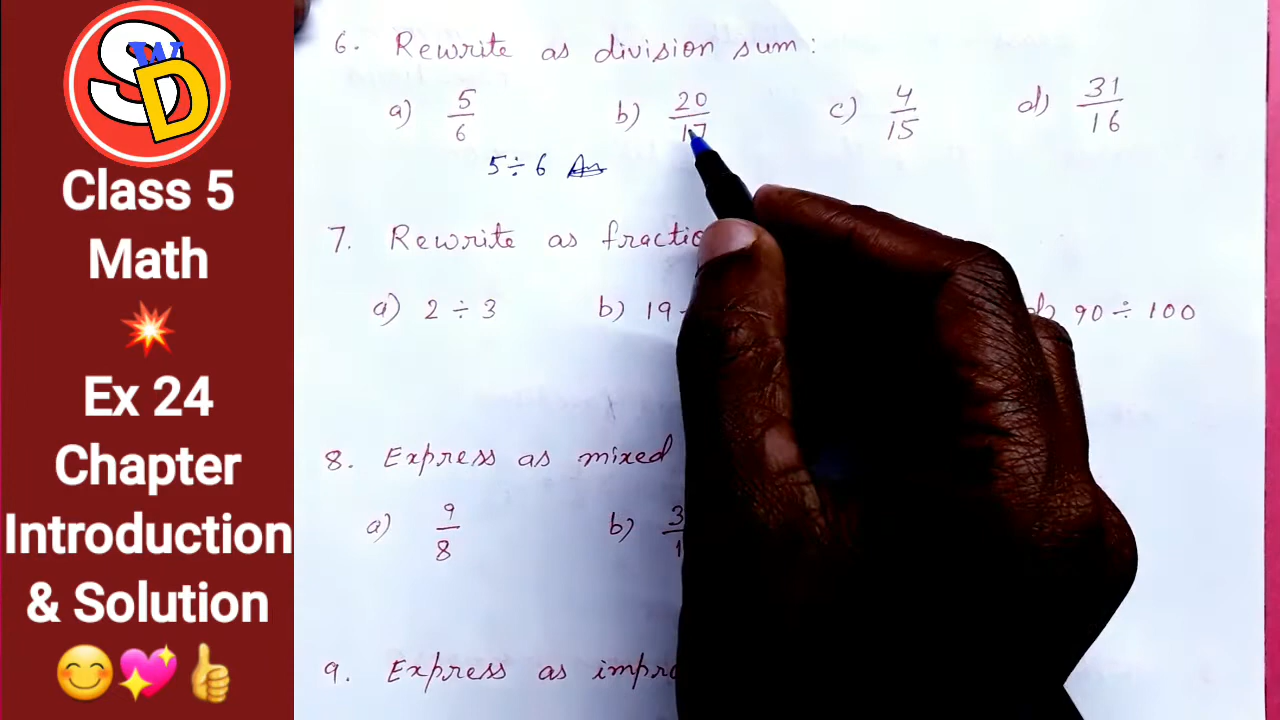 SWD
Class 5
Math
Ex 24
Chapter
Introduction
& Solution
6. Rewrite as division sum:
a) 5/6 b) 20/17 c) 4/15 d) 31/16
5÷6 Ans
7. Rewrite as
a) 2÷3 b) 19 90÷100
8. Express as mixed
a) 9/8 b)
9. Express as